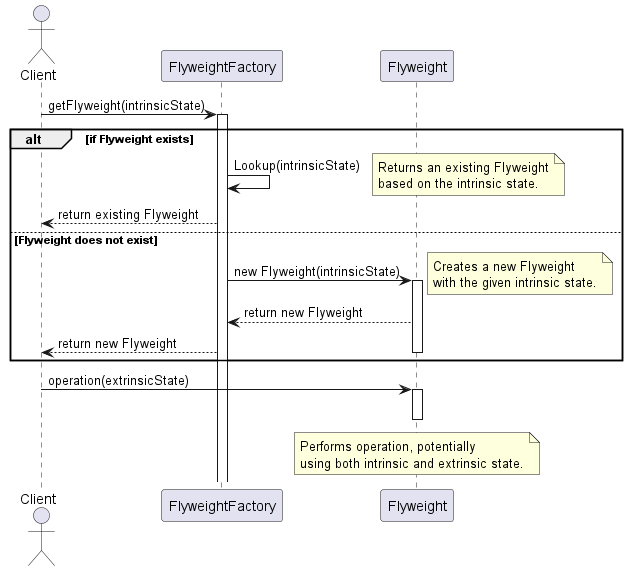 Client
FlyweightFactory
Flyweight
getFlyweight(intrinsicState)
alt
[if Flyweight exists]
Lookup(intrinsicState)
Returns an existing Flyweight
based on the intrinsic state.
return existing Flyweight
[Flyweight does not exist]
new Flyweight(intrinsicState)
Creates a new Flyweight
with the given intrinsic state.
return new Flyweight
return new Flyweight
operation(extrinsicState)
Performs operation, potentially
using both intrinsic and extrinsic state.
Client
FlyweightFactory
Flyweight